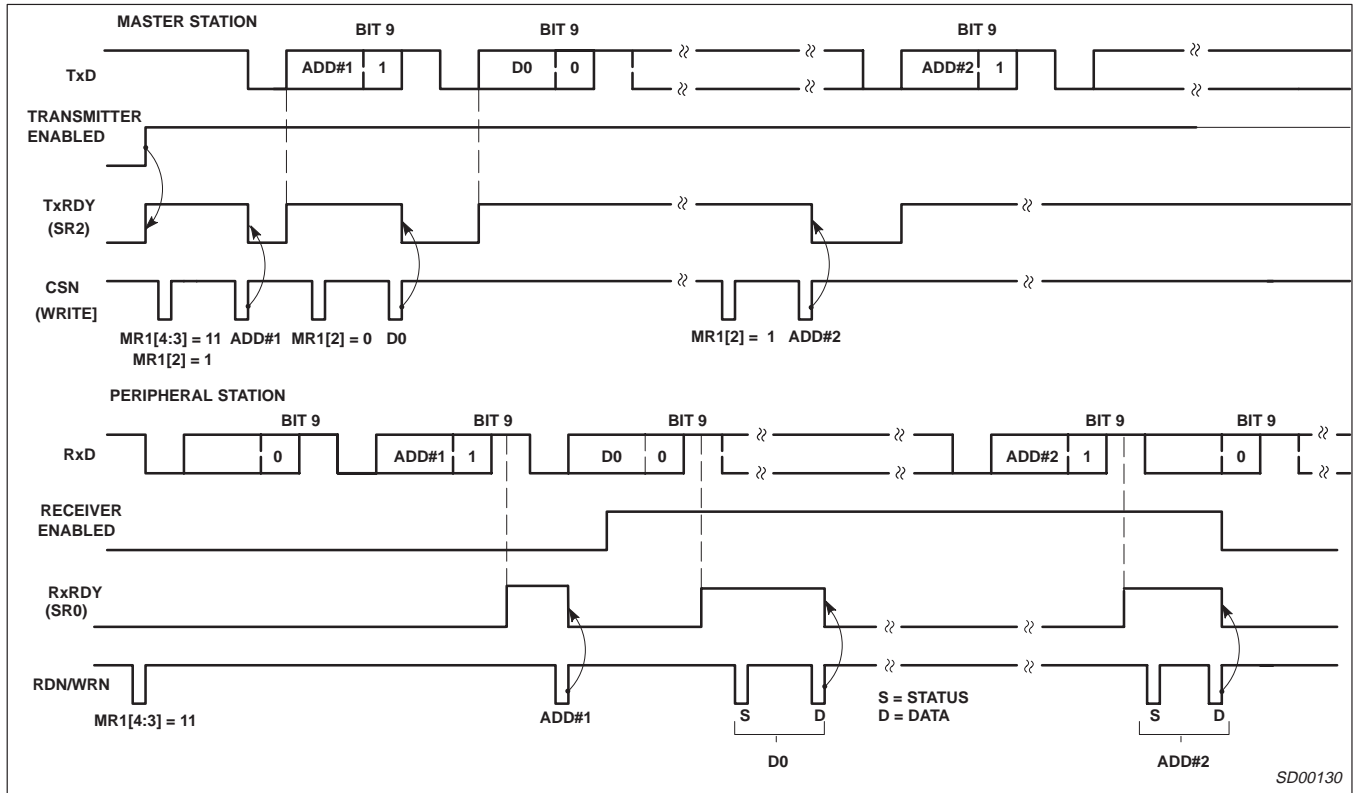 MASTER STATION
BIT 9 BIT 9 BIT 9
TxD ADD#1 1 D0 0 ADD#2 1
TRANSMITTER
ENABLED
TxRDY
(SR2)
CSN
(WRITE]
MR1[4:3] = 11 ADD#1 MR1[2] = 0 D0 MR1[2] = 1 ADD#2
MR1[2] = 1
PERIPHERAL STATION
BIT 9 BIT 9 BIT 9 BIT 9 BIT 9
RxD 0 ADD#1 1 D0 0 ADD#2 1 0
RECEIVER
ENABLED
RxRDY
(SR0)
RDN/WRN
MR1[4:3] = 11 ADD#1 S D S = STATUS S D
D = DATA
D0 ADD#2
SD00130